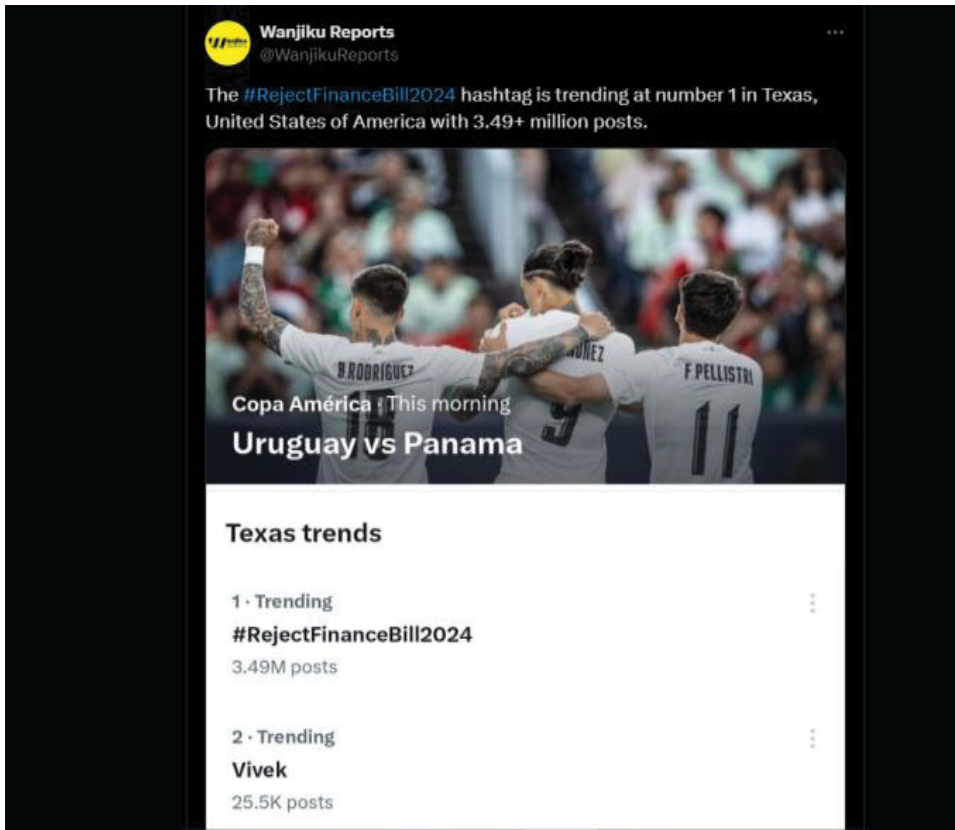 Wanjiku Reports
@WanjikuReports
The #RejectFinanceBill2024 hashtag is trending at number 1 in Texas,
United States of America with 3.49+ million posts.
B.RODRÍGUEZ
F.PELLISTRI
18
9
11
Copa América · This morning
Uruguay vs Panama
Texas trends
1 · Trending
#RejectFinanceBill2024
3.49M posts
2 · Trending
Vivek
25.5K posts